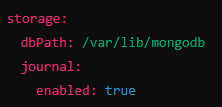 storage:
  dbPath: /var/lib/mongodb
  journal:
    enabled: true